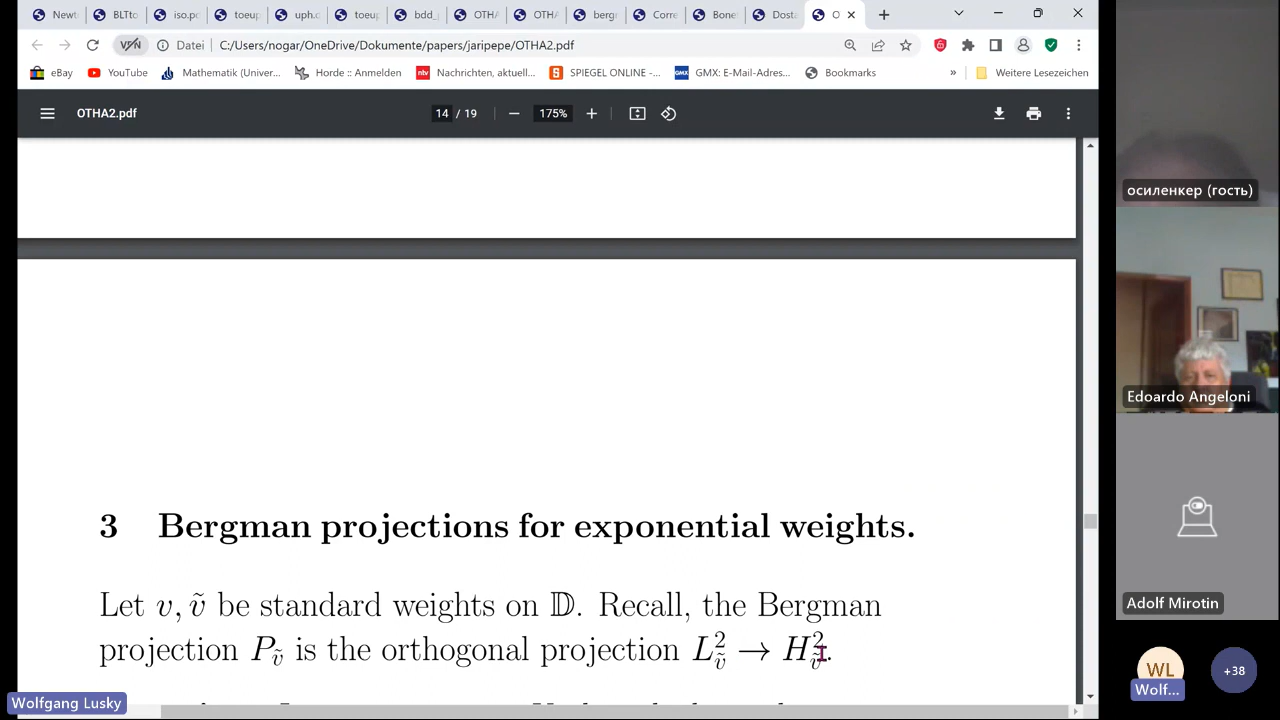 Newt BLTto iso.pc toeup uph.c toeup bdd_ OTHA OTHA bergr Corre Bonet Dosta O
VPN Datei C:/Users/nogar/OneDrive/Dokumente/papers/jaripepe/OTHA2.pdf
eBay YouTube Mathematik (Univer... Horde :: Anmelden ntv Nachrichten, aktuell... SPIEGEL ONLINE -... GMX GMX: E-Mail-Adres... Bookmarks » Weitere Lesezeichen
OTHA2.pdf 14 / 19 175%
3 Bergman projections for exponential weights.
Let v, ṽ be standard weights on 𝔻. Recall, the Bergman
projection P_ṽ is the orthogonal projection L²_ṽ → H²_ṽ.
Wolfgang Lusky
осиленкер (гость)
Edoardo Angeloni
Adolf Mirotin
WL
Wolf...
+38